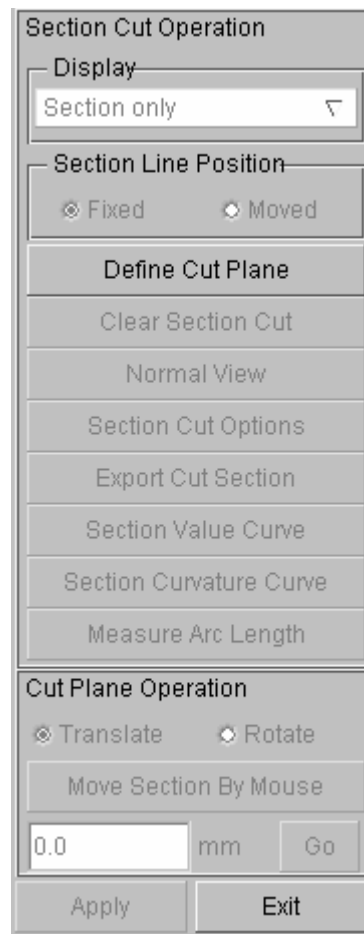 Section Cut Operation
Display
Section only
Section Line Position
Fixed Moved
Define Cut Plane
Clear Section Cut
Normal View
Section Cut Options
Export Cut Section
Section Value Curve
Section Curvature Curve
Measure Arc Length
Cut Plane Operation
Translate Rotate
Move Section By Mouse
0.0 mm Go
Apply Exit